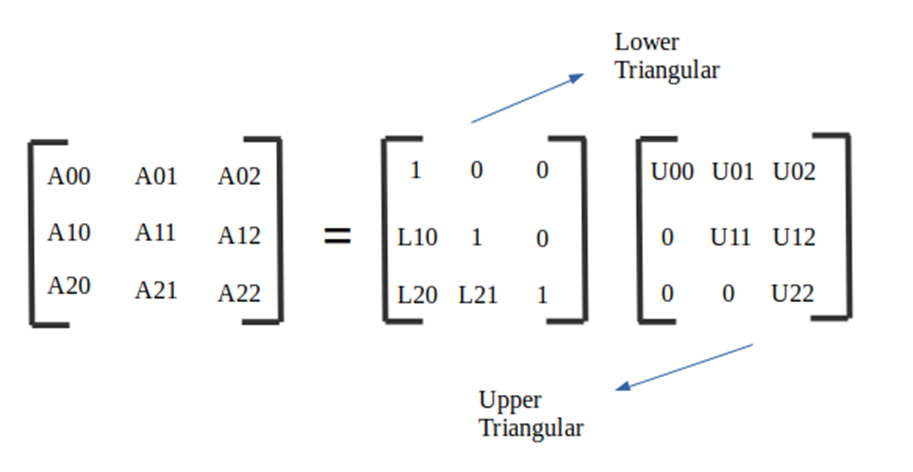 Lower
Triangular
A00 A01 A02
A10 A11 A12
A20 A21 A22
=
1 0 0
L10 1 0
L20 L21 1
U00 U01 U02
0 U11 U12
0 0 U22
Upper
Triangular